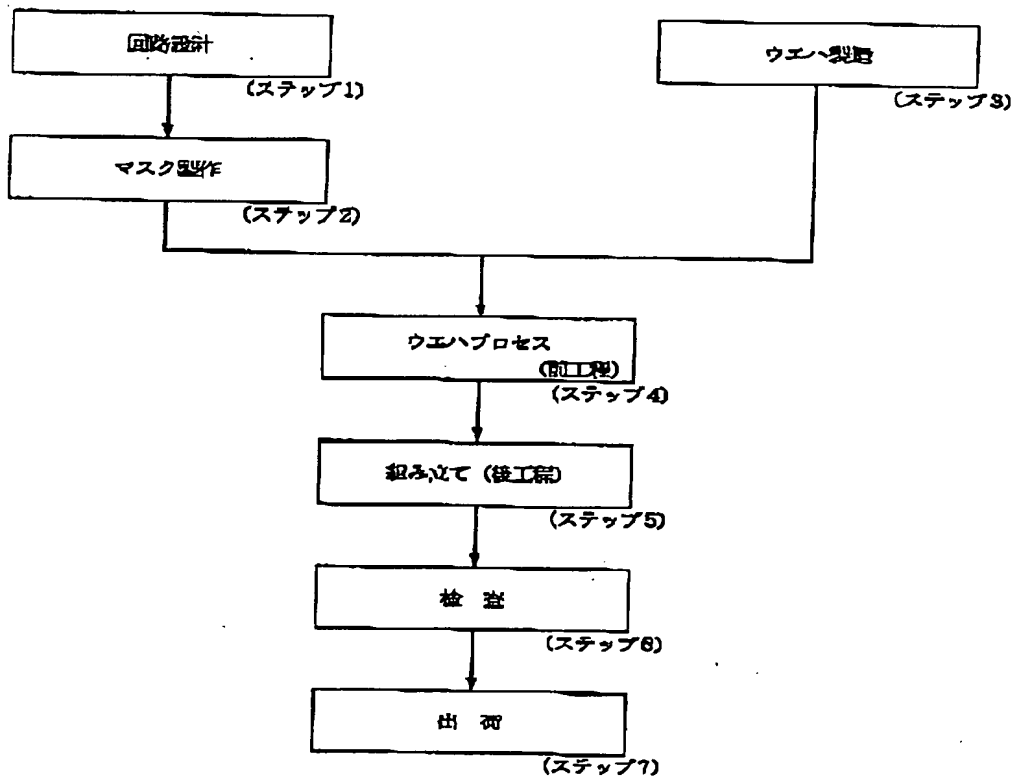 回路設計
(ステップ1)
ウエハ製造
(ステップ3)
マスク製作
(ステップ2)
ウエハプロセス
(前工程)
(ステップ4)
組み立て (後工程)
(ステップ5)
検 査
(ステップ6)
出 荷
(ステップ7)